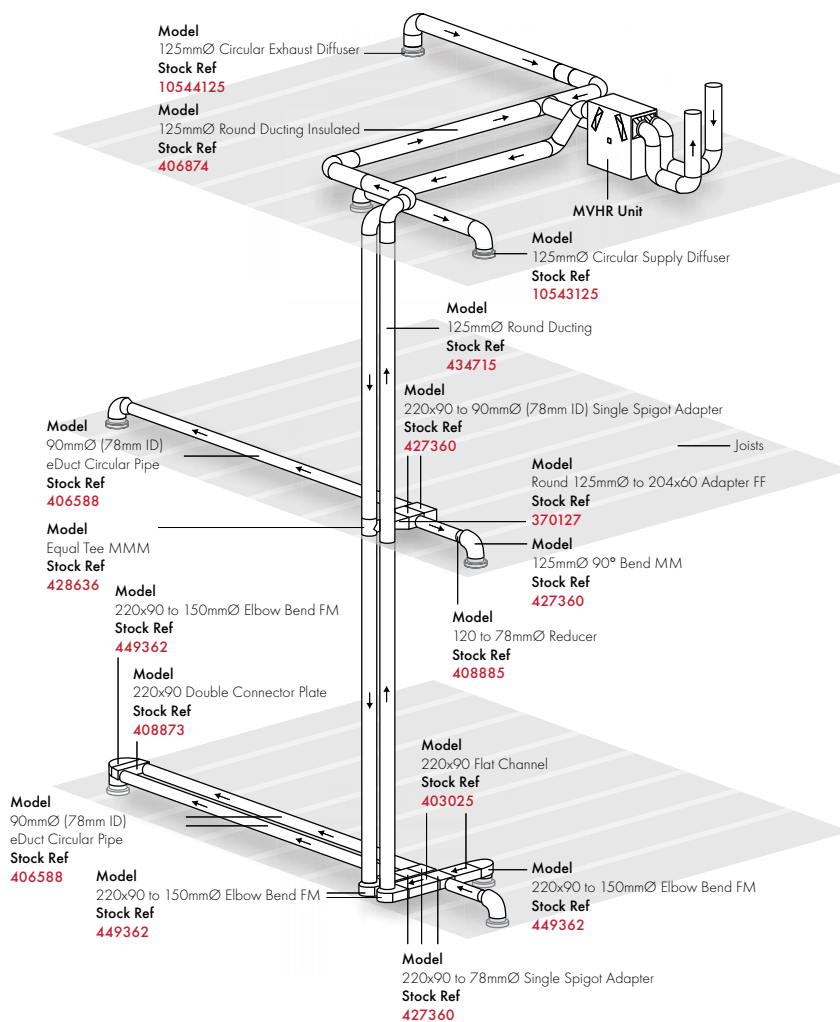 Model
125mmØ Circular Exhaust Diffuser
Stock Ref
10544125
Model
125mmØ Round Ducting Insulated
Stock Ref
406874
MVHR Unit
Model
125mmØ Circular Supply Diffuser
Stock Ref
10543125
Model
125mmØ Round Ducting
Stock Ref
434715
Model
220x90 to 90mmØ (78mm ID) Single Spigot Adapter
Stock Ref
427360
Model
90mmØ (78mm ID)
eDuct Circular Pipe
Stock Ref
406588
Joists
Model
Round 125mmØ to 204x60 Adapter FF
Stock Ref
370127
Model
Equal Tee MMM
Stock Ref
428636
Model
125mmØ 90° Bend MM
Stock Ref
427360
Model
220x90 to 150mmØ Elbow Bend FM
Stock Ref
449362
Model
120 to 78mmØ Reducer
Stock Ref
408885
Model
220x90 Double Connector Plate
Stock Ref
408873
Model
220x90 Flat Channel
Stock Ref
403025
Model
90mmØ (78mm ID)
eDuct Circular Pipe
Stock Ref
406588
Model
220x90 to 150mmØ Elbow Bend FM
Stock Ref
449362
Model
220x90 to 150mmØ Elbow Bend FM
Stock Ref
449362
Model
220x90 to 78mmØ Single Spigot Adapter
Stock Ref
427360